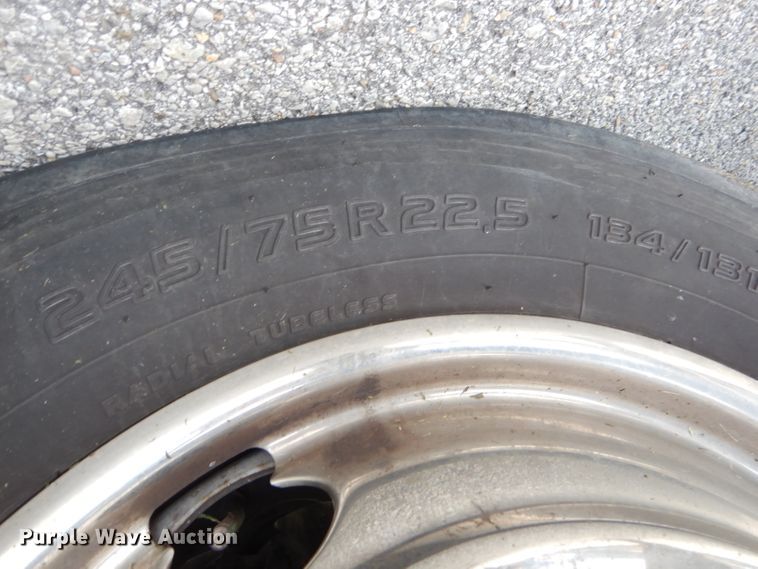 245/75R22.5 134/131
RADIAL TUBELESS
Purple Wave Auction